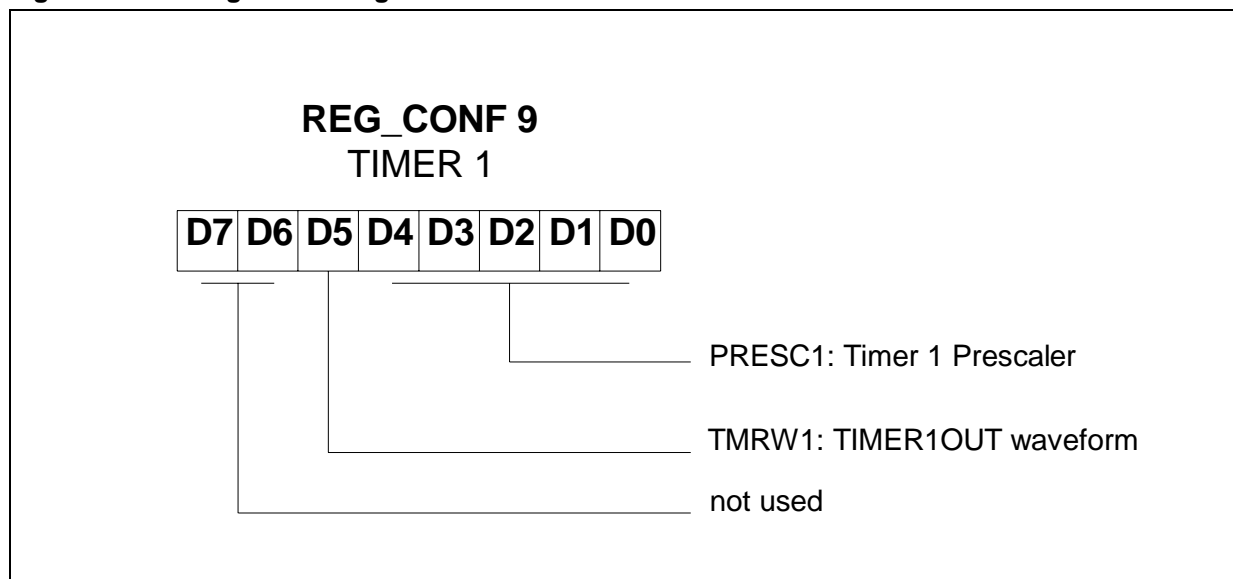 REG_CONF 9
TIMER 1
D7 D6 D5 D4 D3 D2 D1 D0
PRESC1: Timer 1 Prescaler
TMRW1: TIMER1OUT waveform
not used